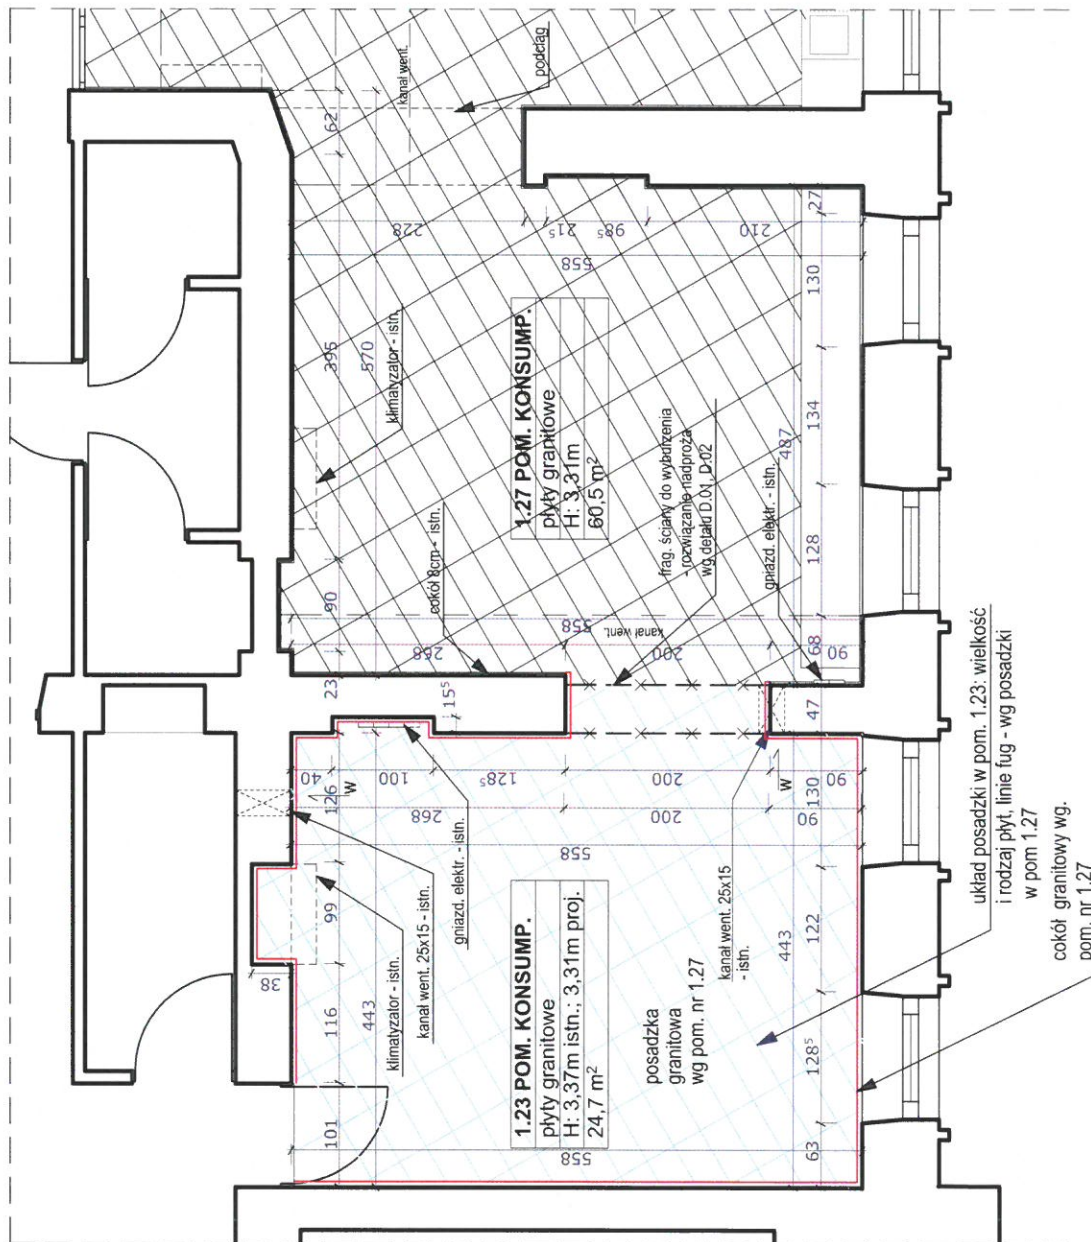 kanał went.
podciąg
62
228
21⁵
98⁵
210
27
558
130
395
570
klimatyzator - istn.
1.27 POM. KONSUMP.
płyty granitowe
H: 3,31m
60,5 m²
134
487
frag. ściany do wyburzenia
- rozwiązanie nadproża
wg detalu D.01, D.02
gniazd. elektr. - istn.
cokół 8cm - istn.
128
90
558
kanał went.
268
200
68
90
23
15⁵
47
40
100
128⁵
200
90
W
W
126
130
268
200
90
558
gniazd. elektr. - istn.
kanał went. 25x15 - istn.
klimatyzator - istn.
99
38
116
443
101
1.23 POM. KONSUMP.
płyty granitowe
H: 3,37m istn.; 3,31m proj.
24,7 m²
kanał went. 25x15
- istn.
posadzka
granitowa
wg pom. nr 1.27
443
122
128⁵
63
558
układ posadzki w pom. 1.23: wielkość
i rodzaj płyt, linie fug - wg posadzki
w pom 1.27
cokół granitowy wg.
pom. nr 1.27